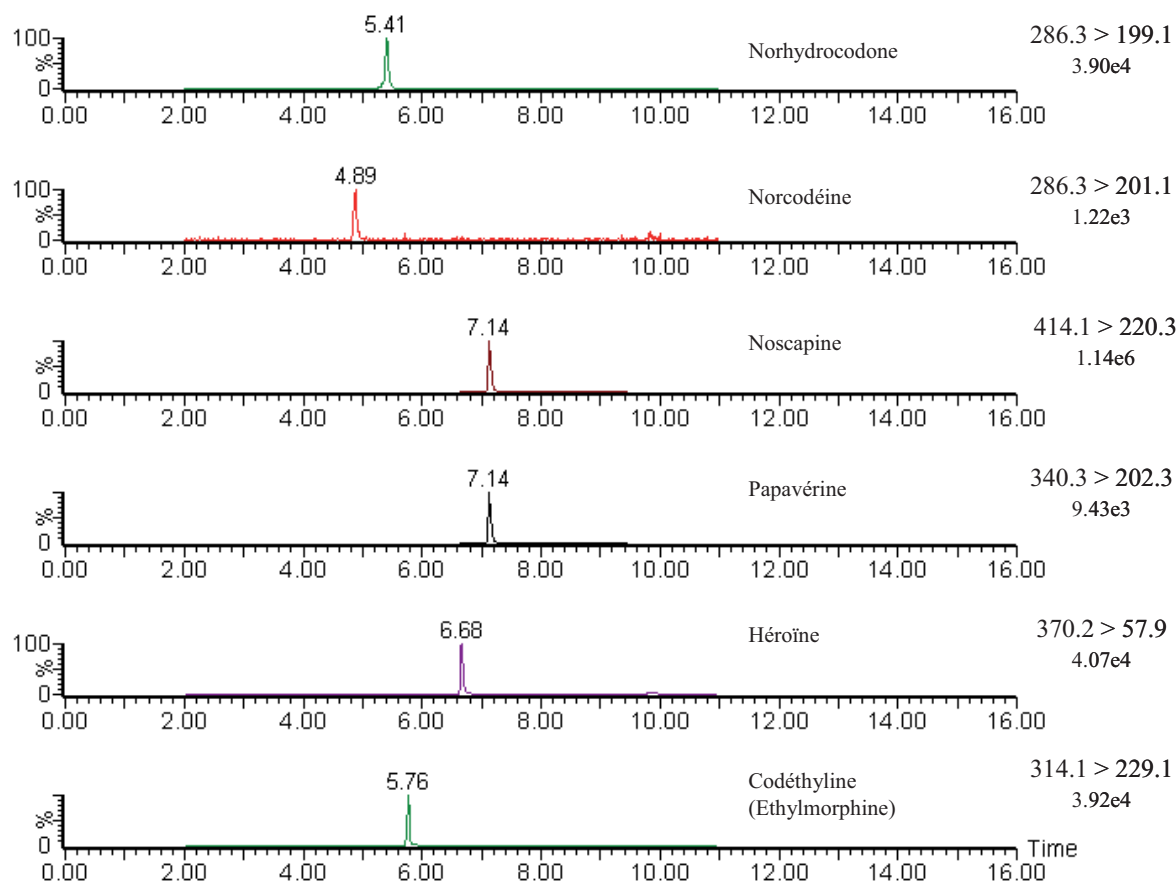 5.41
Norhydrocodone
286.3 > 199.1
3.90e4
100
%
0
0.00 2.00 4.00 6.00 8.00 10.00 12.00 14.00 16.00
4.89
Norcodéine
286.3 > 201.1
1.22e3
100
%
0
0.00 2.00 4.00 6.00 8.00 10.00 12.00 14.00 16.00
7.14
Noscapine
414.1 > 220.3
1.14e6
%
0
0.00 2.00 4.00 6.00 8.00 10.00 12.00 14.00 16.00
7.14
Papavérine
340.3 > 202.3
9.43e3
%
0
0.00 2.00 4.00 6.00 8.00 10.00 12.00 14.00 16.00
6.68
Héroïne
370.2 > 57.9
4.07e4
100
%
0
0.00 2.00 4.00 6.00 8.00 10.00 12.00 14.00 16.00
5.76
Codéthyline
(Ethylmorphine)
314.1 > 229.1
3.92e4
%
0
Time
0.00 2.00 4.00 6.00 8.00 10.00 12.00 14.00 16.00